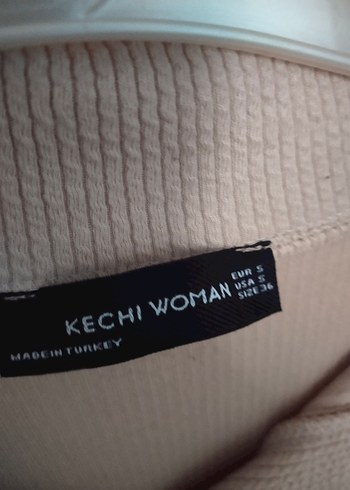 KECHI WOMAN
EUR S
USA S
SIZE 36
MADE IN TURKEY